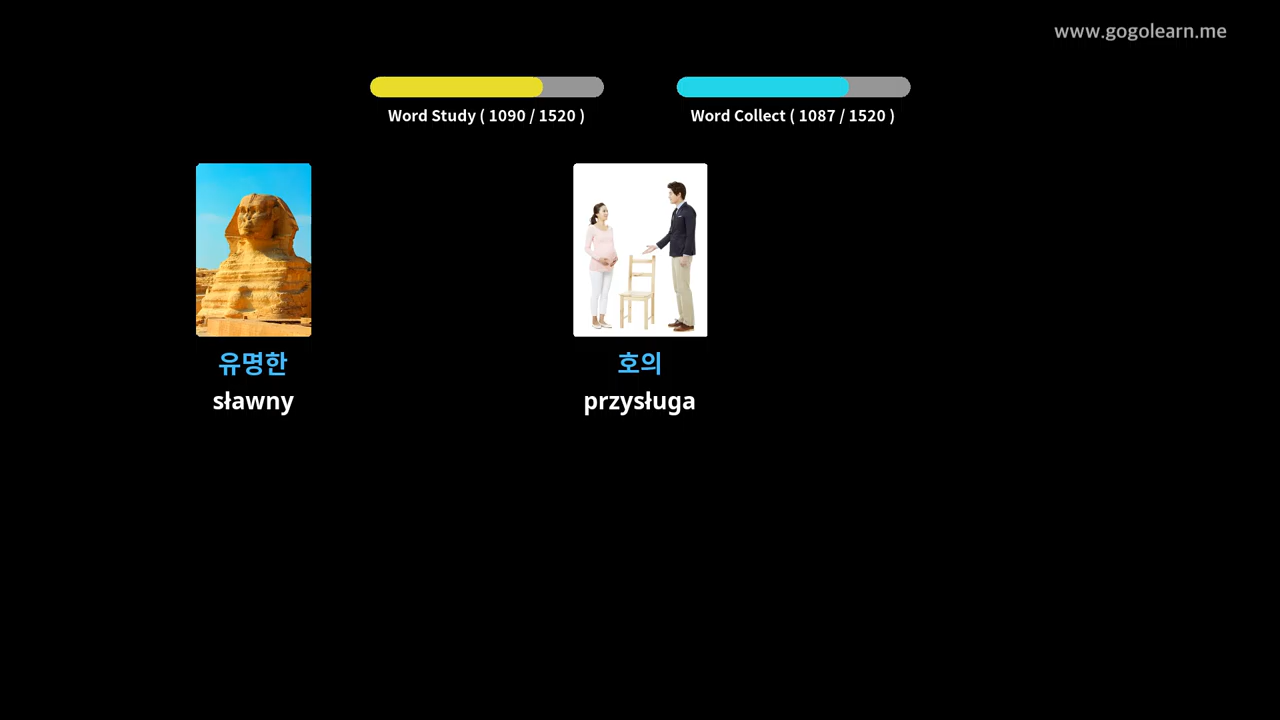 www.gogolearn.me
Word Study ( 1090 / 1520 )
Word Collect ( 1087 / 1520 )
유명한
sławny
호의
przysługa